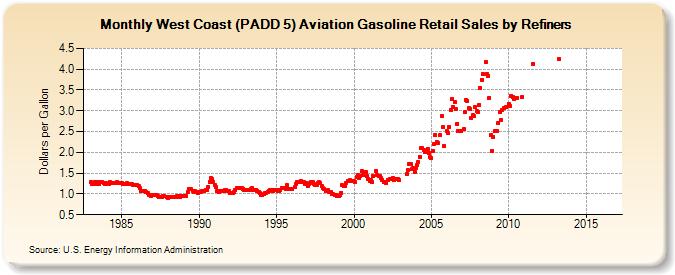 Monthly West Coast (PADD 5) Aviation Gasoline Retail Sales by Refiners
Dollars per Gallon
4.5
4.0
3.5
3.0
2.5
2.0
1.5
1.0
0.5
1985 1990 1995 2000 2005 2010 2015
Source: U.S. Energy Information Administration